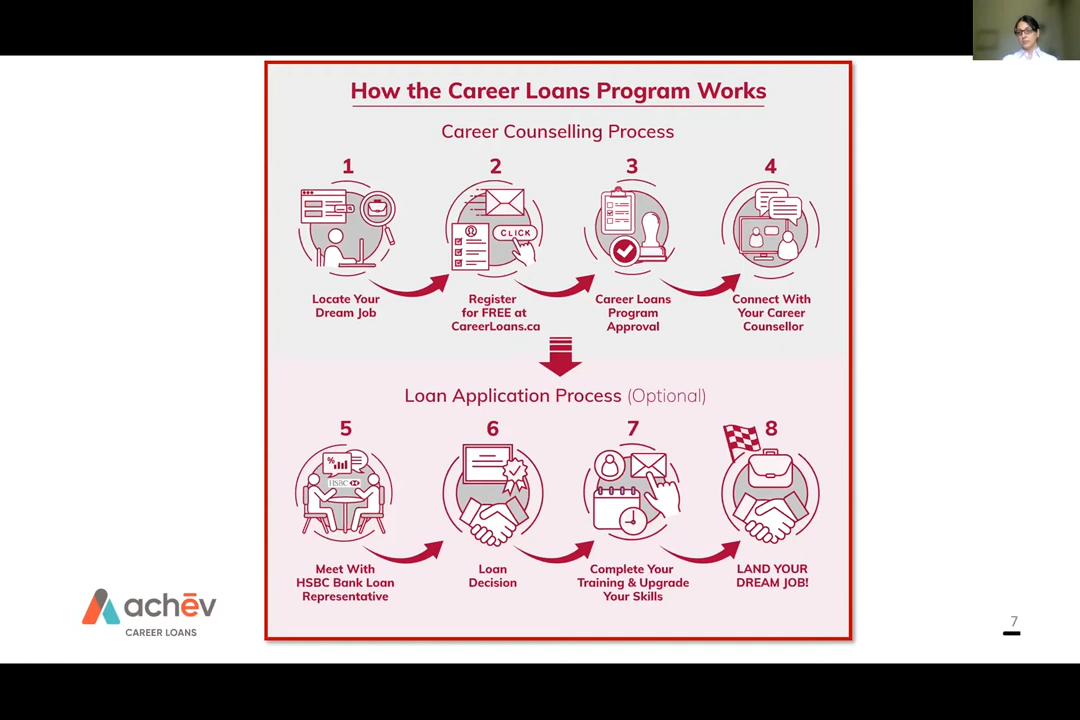 How the Career Loans Program Works
Career Counselling Process
1
2
3
4
CLICK
Locate Your
Dream Job
Register
for FREE at
CareerLoans.ca
Career Loans
Program
Approval
Connect With
Your Career
Counsellor
Loan Application Process (Optional)
5
6
7
8
%
HSBC
Meet With
HSBC Bank Loan
Representative
Loan
Decision
Complete Your
Training & Upgrade
Your Skills
LAND YOUR
DREAM JOB!
achēv
CAREER LOANS
7